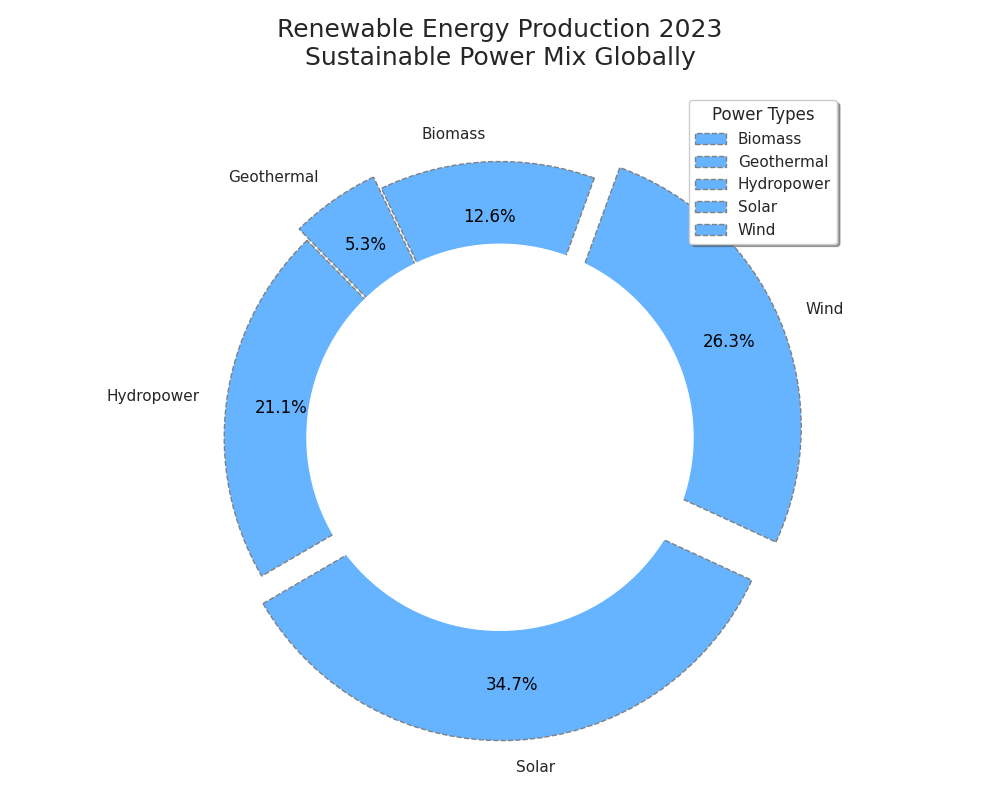 Renewable Energy Production 2023
Sustainable Power Mix Globally
Power Types
Biomass
Geothermal
Hydropower
Solar
Wind
Biomass
12.6%
Geothermal
5.3%
Hydropower
21.1%
Solar
34.7%
Wind
26.3%